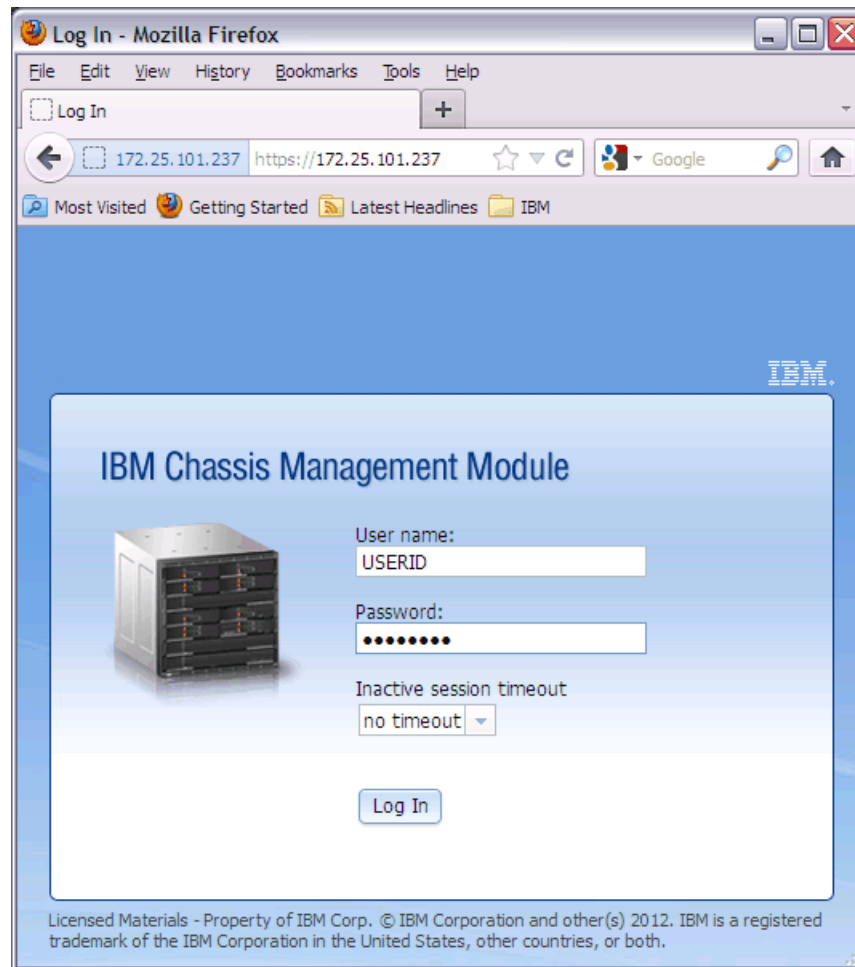 Log In - Mozilla Firefox
File Edit View History Bookmarks Tools Help
Log In
172.25.101.237 https://172.25.101.237 Google
Most Visited Getting Started Latest Headlines IBM
IBM.
IBM Chassis Management Module
User name:
USERID
Password:
••••••••
Inactive session timeout
no timeout
Log In
Licensed Materials - Property of IBM Corp. © IBM Corporation and other(s) 2012. IBM is a registered
trademark of the IBM Corporation in the United States, other countries, or both.